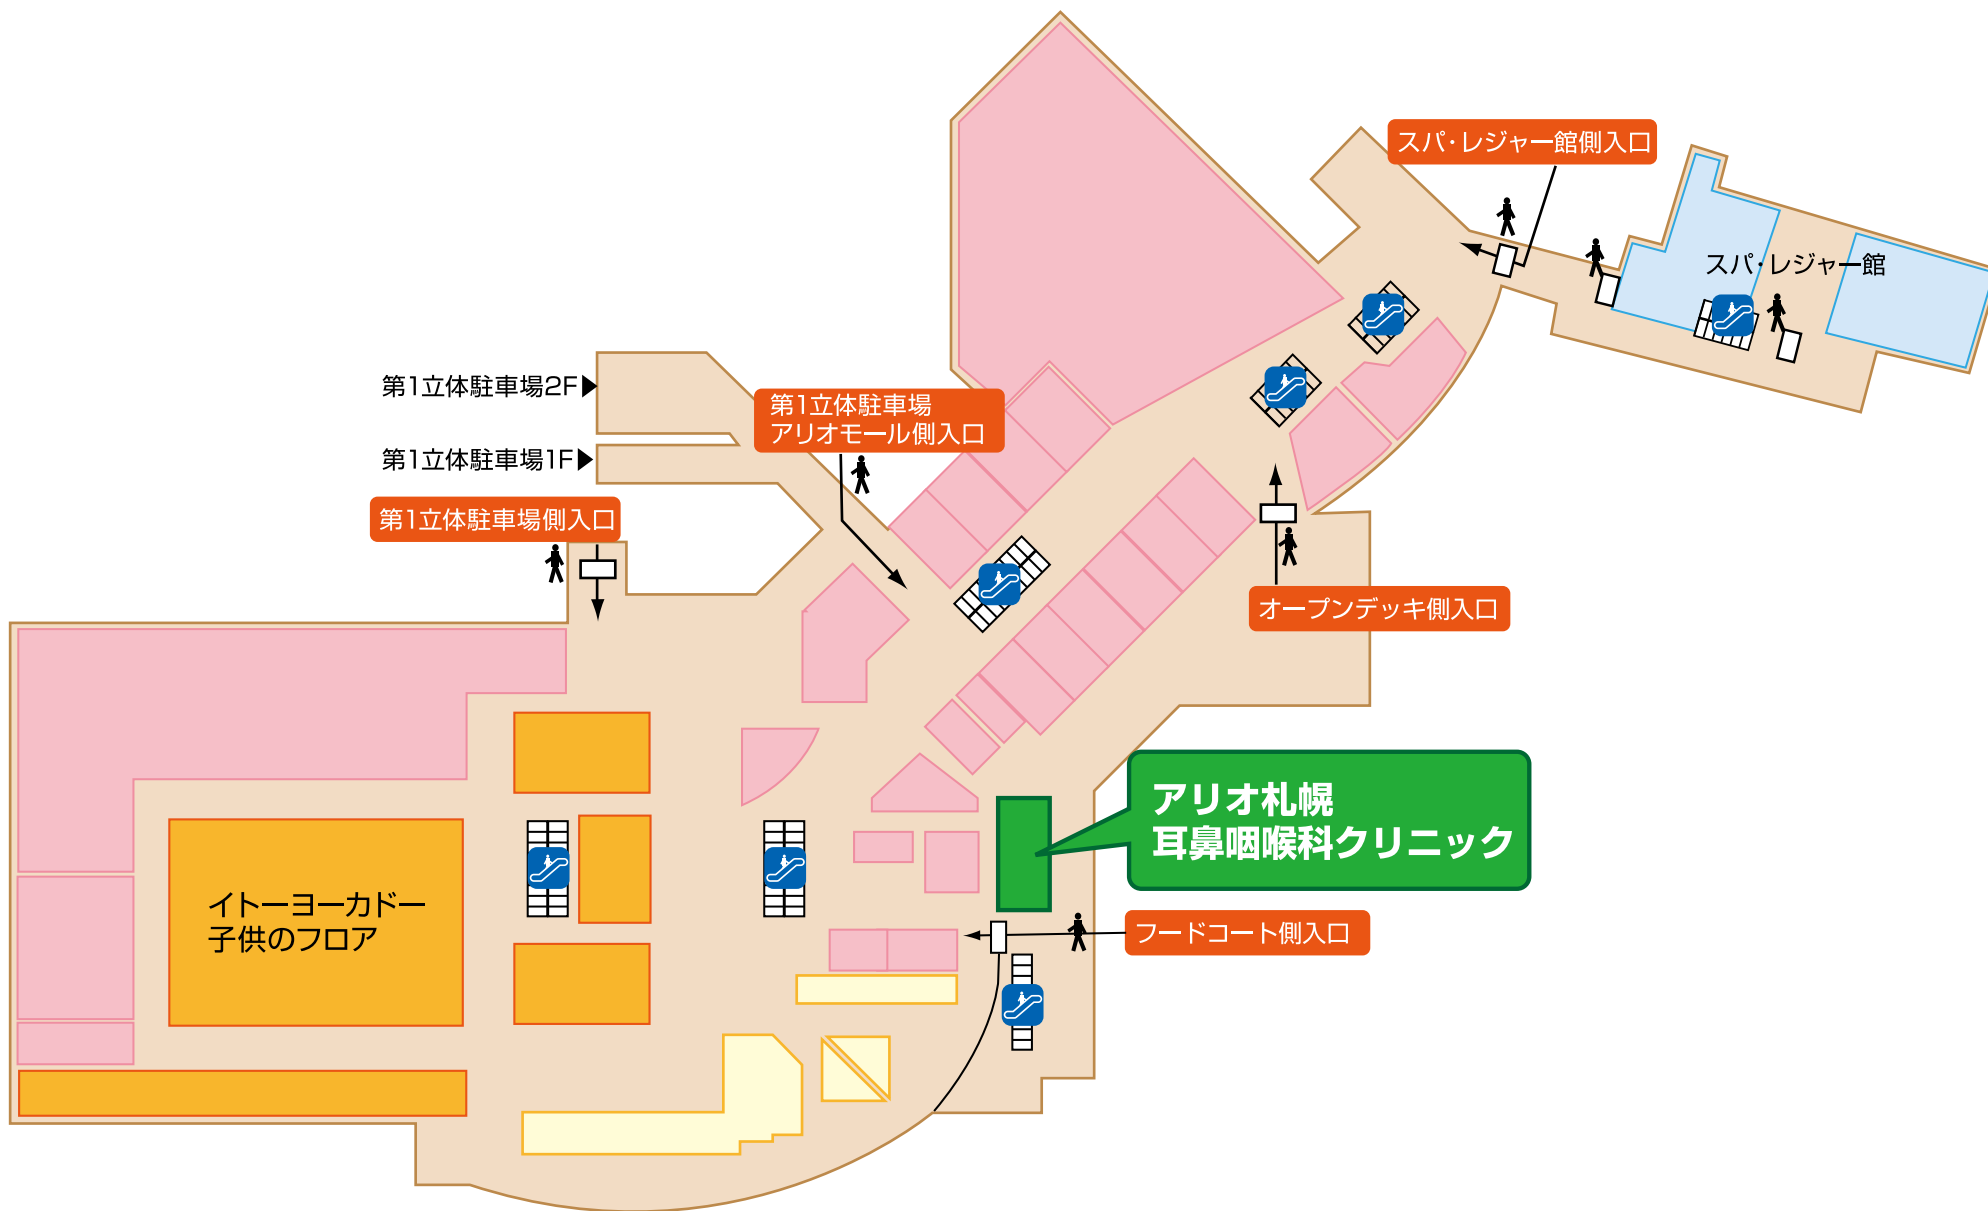 スパ・レジャー館側入口
スパ・レジャー館
第1立体駐車場2F▶
第1立体駐車場
アリオモール側入口
第1立体駐車場1F▶
第1立体駐車場側入口
オープンデッキ側入口
アリオ札幌
耳鼻咽喉科クリニック
イトーヨーカドー
子供のフロア
フードコート側入口